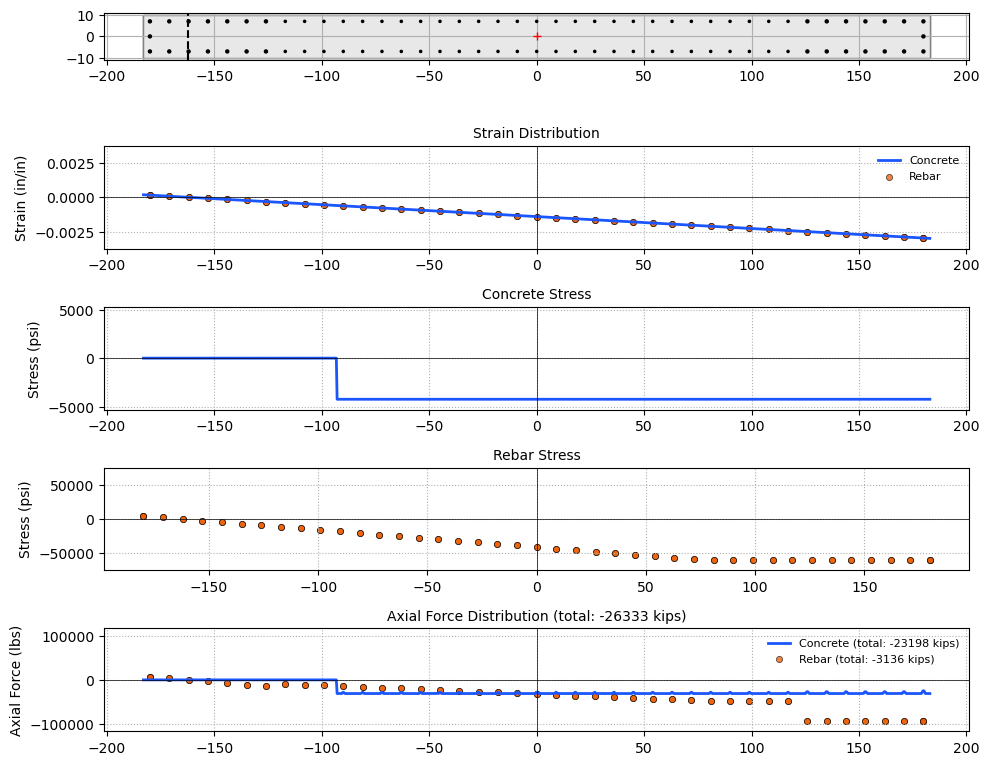 10
0
−10
−200 −150 −100 −50 0 50 100 150 200
Strain Distribution
Strain (in/in)
0.0025
0.0000
−0.0025
Concrete
Rebar
−200 −150 −100 −50 0 50 100 150 200
Concrete Stress
Stress (psi)
5000
0
−5000
−200 −150 −100 −50 0 50 100 150 200
Rebar Stress
Stress (psi)
50000
0
−50000
−150 −100 −50 0 50 100 150
Axial Force Distribution (total: -26333 kips)
Axial Force (lbs)
100000
0
−100000
Concrete (total: -23198 kips)
Rebar (total: -3136 kips)
−200 −150 −100 −50 0 50 100 150 200